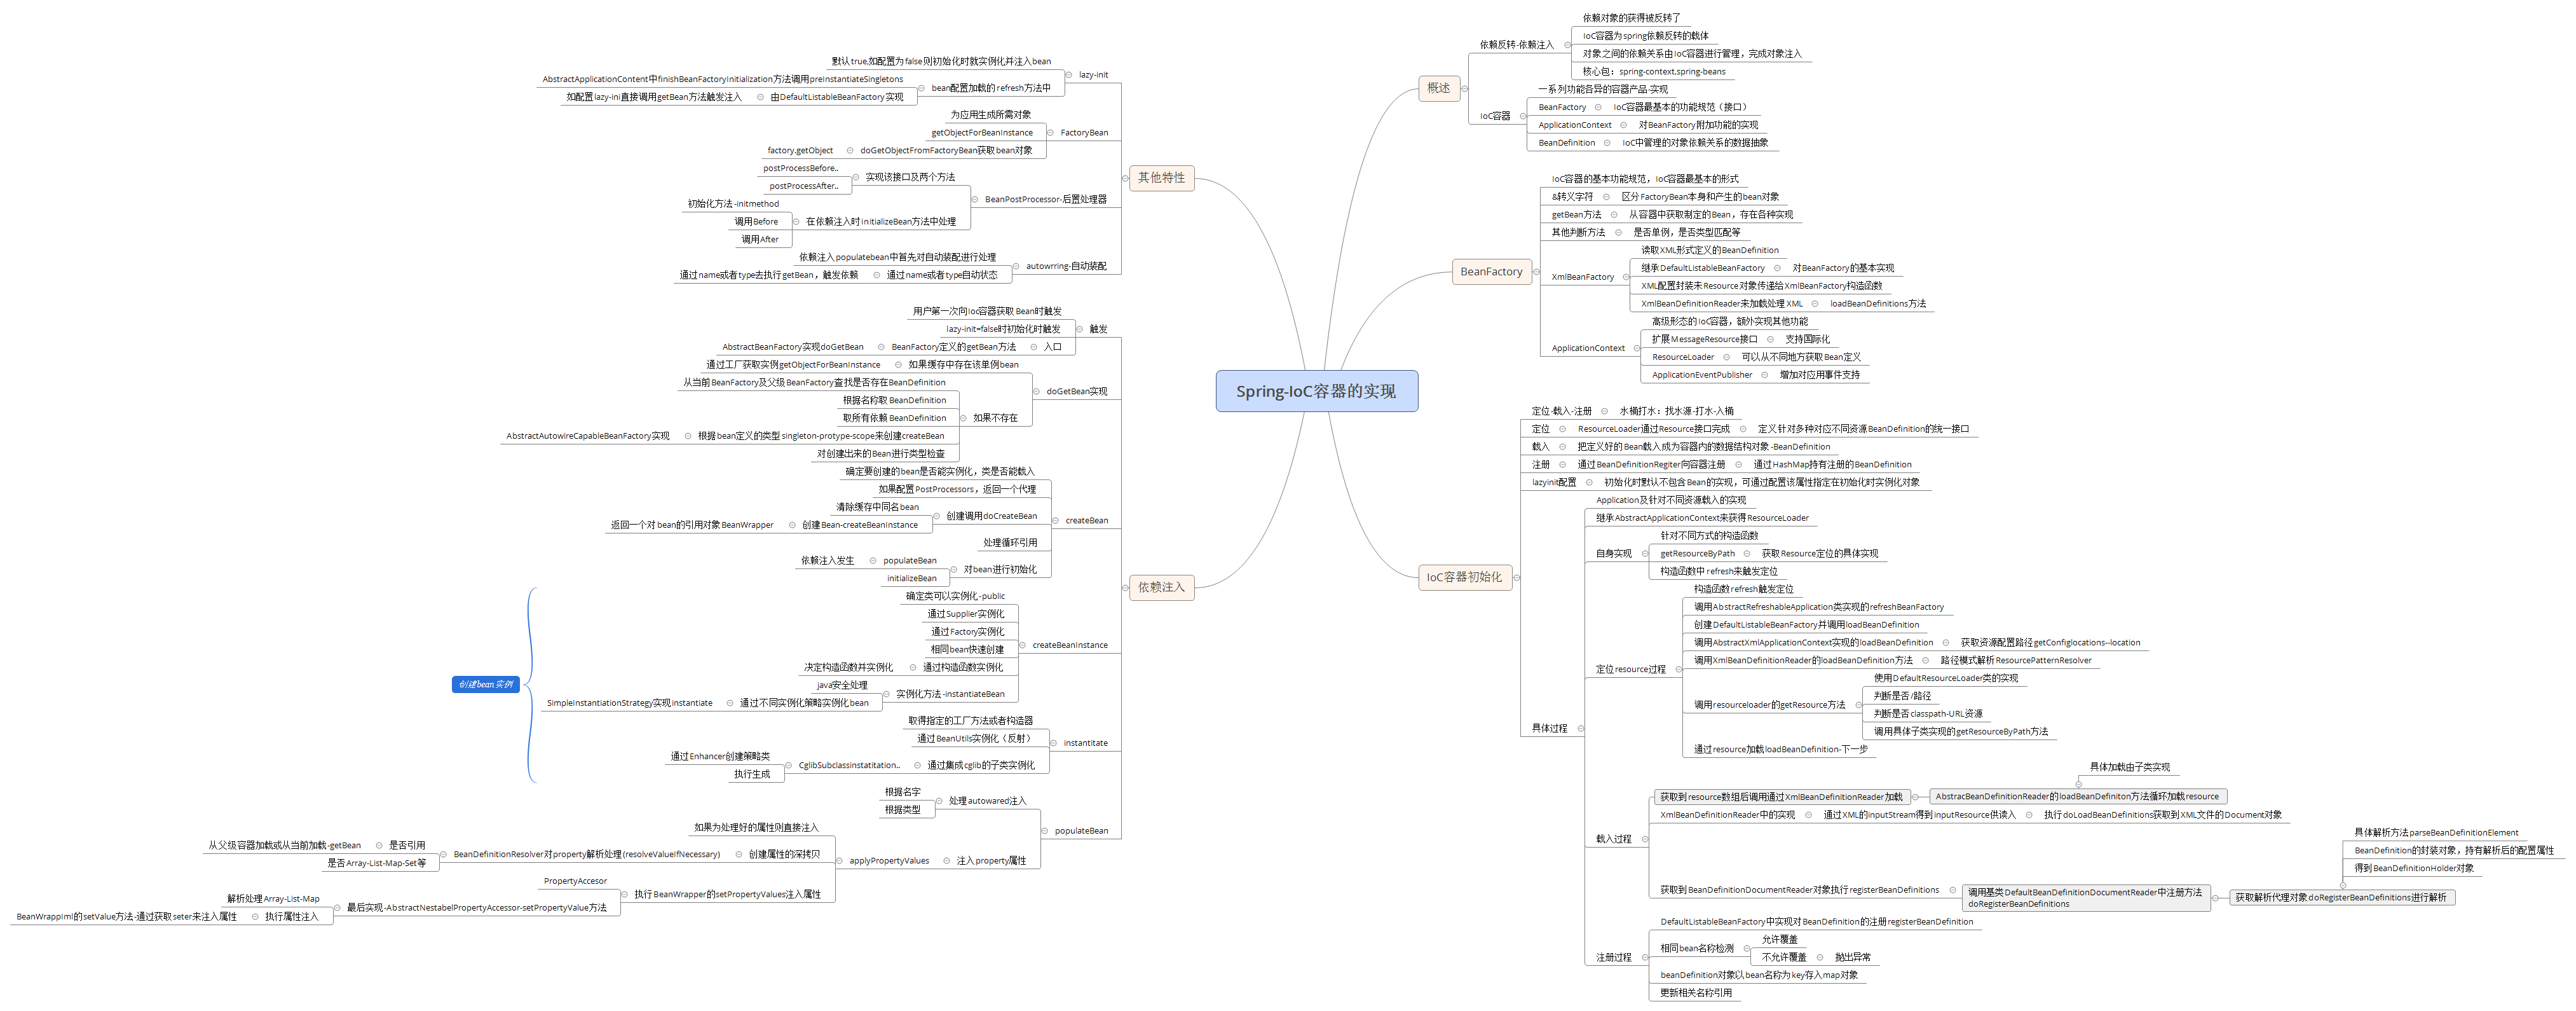 Spring-IoC容器的实现
概述
依赖反转-依赖注入
依赖对象的获得被反转了
IoC容器为spring依赖反转的载体
对象之间的依赖关系由IoC容器进行管理，完成对象注入
核心包：spring-context,spring-beans
IoC容器
一系列功能各异的容器产品-实现
BeanFactory
IoC容器最基本的功能规范（接口）
ApplicationContext
对BeanFactory附加功能的实现
BeanDefinition
IoC中管理的对象依赖关系的数据抽象
BeanFactory
IoC容器的基本功能规范，IoC容器最基本的形式
&转义字符
区分FactoryBean本身和产生的bean对象
getBean方法
从容器中获取制定的Bean，存在各种实现
其他判断方法
是否单例，是否类型匹配等
XmlBeanFactory
读取XML形式定义的BeanDefinition
继承DefaultListableBeanFactory
对BeanFactory的基本实现
XML配置封装未Resource对象传递给XmlBeanFactory构造函数
XmlBeanDefinitionReader来加载处理XML
loadBeanDefinitions方法
ApplicationContext
高级形态的IoC容器，额外实现其他功能
扩展MessageResource接口
支持国际化
ResourceLoader
可以从不同地方获取Bean定义
ApplicationEventPublisher
增加对应用事件支持
IoC容器初始化
定位-载入-注册
水桶打水：找水源-打水-入桶
定位
ResourceLoader通过Resource接口完成
定义针对多种对应不同资源BeanDefinition的统一接口
载入
把定义好的Bean载入成为容器内的数据结构对象-BeanDefinition
注册
通过BeanDefinitionRegiter向容器注册
通过HashMap持有注册的BeanDefinition
lazyinit配置
初始化时默认不包含Bean的实现，可通过配置该属性指定在初始化时实例化对象
具体过程
Application及针对不同资源载入的实现
继承AbstractApplicationContext来获得ResourceLoader
自身实现
针对不同方式的构造函数
getResourceByPath
获取Resource定位的具体实现
构造函数中refresh来触发定位
定位resource过程
构造函数refresh触发定位
调用AbstractRefreshableApplication类实现的refreshBeanFactory
创建DefaultListableBeanFactory并调用loadBeanDefinition
调用AbstractXmlApplicationContext实现的loadBeanDefinition
获取资源配置路径getConfiglocations--location
调用XmlBeanDefinitionReader的loadBeanDefinition方法
路径模式解析ResourcePatternResolver
调用resourceloader的getResource方法
使用DefaultResourceLoader类的实现
判断是否/路径
判断是否classpath-URL资源
调用具体子类实现的getResourceByPath方法
通过resource加载loadBeanDefinition-下一步
载入过程
获取到resource数组后调用通过XmlBeanDefinitionReader加载
AbstracBeanDefinitionReader的loadBeanDefiniton方法循环加载resource
具体加载由子类实现
XmlBeanDefinitionReader中的实现
通过XML的inputStream得到inputResource供读入
执行doLoadBeanDefinitions获取到XML文件的Document对象
获取到BeanDefinitionDocumentReader对象执行registerBeanDefinitions
调用基类DefaultBeanDefinitionDocumentReader中注册方法
doRegisterBeanDefinitions
获取解析代理对象doRegisterBeanDefinitions进行解析
具体解析方法parseBeanDefinitionElement
BeanDefinition的封装对象，持有解析后的配置属性
得到BeanDefinitionHolder对象
注册过程
DefaultListableBeanFactory中实现对BeanDefinition的注册registerBeanDefinition
相同bean名称检测
允许覆盖
不允许覆盖
抛出异常
beanDefinition对象以bean名称为key存入map对象
更新相关名称引用
其他特性
lazy-init
默认true,如配置为false则初始化时就实例化并注入bean
bean配置加载的refresh方法中
AbstractApplicationContent中finishBeanFactoryInitialization方法调用preInstantiateSingletons
由DefaultListableBeanFactory实现
如配置lazy-ini直接调用getBean方法触发注入
FactoryBean
为应用生成所需对象
getObjectForBeanInstance
doGetObjectFromFactoryBean获取bean对象
factory.getObject
BeanPostProcessor-后置处理器
实现该接口及两个方法
postProcessBefore..
postProcessAfter..
在依赖注入时initializeBean方法中处理
初始化方法-initmethod
调用Before
调用After
autowrring-自动装配
依赖注入populatebean中首先对自动装配进行处理
通过name或者type自动状态
通过name或者type去执行getBean，触发依赖
依赖注入
触发
用户第一次向Ioc容器获取Bean时触发
lazy-init=false时初始化时触发
入口
BeanFactory定义的getBean方法
AbstractBeanFactory实现doGetBean
doGetBean实现
如果缓存中存在该单例bean
通过工厂获取实例getObjectForBeanInstance
如果不存在
从当前BeanFactory及父级BeanFactory查找是否存在BeanDefinition
根据名称取BeanDefinition
取所有依赖BeanDefinition
根据bean定义的类型singleton-protype-scope来创建createBean
AbstractAutowireCapableBeanFactory实现
对创建出来的Bean进行类型检查
createBean
确定要创建的bean是否能实例化，类是否能载入
如果配置PostProcessors，返回一个代理
创建调用doCreateBean
清除缓存中同名bean
创建Bean-createBeanInstance
返回一个对bean的引用对象BeanWrapper
处理循环引用
对bean进行初始化
populateBean
依赖注入发生
initializeBean
createBeanInstance
确定类可以实例化-public
通过Supplier实例化
通过Factory实例化
相同bean快速创建
通过构造函数实例化
决定构造函数并实例化
实例化方法-instantiateBean
java安全处理
通过不同实例化策略实例化bean
SimpleInstantiationStrategy实现instantiate
instantitate
取得指定的工厂方法或者构造器
通过BeanUtils实例化（反射）
通过集成cglib的子类实例化
CglibSubclassinstatitation..
通过Enhancer创建策略类
执行生成
创建bean实例
populateBean
处理autowared注入
根据名字
根据类型
注入property属性
applyPropertyValues
如果为处理好的属性则直接注入
创建属性的深拷贝
BeanDefinitionResolver对property解析处理(resolveValueIfNecessary)
是否引用
从父级容器加载或从当前加载-getBean
是否Array-List-Map-Set等
执行BeanWrapper的setPropertyValues注入属性
PropertyAccesor
最后实现-AbstractNestabelPropertyAccessor-setPropertyValue方法
解析处理Array-List-Map
执行属性注入
BeanWrappIml的setValue方法-通过获取seter来注入属性